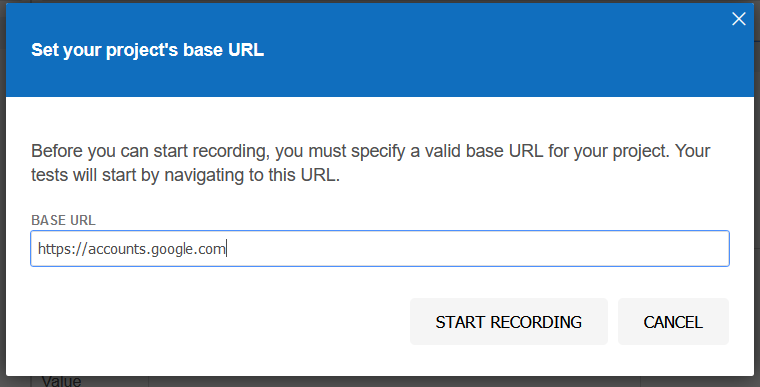 Set your project's base URL
Before you can start recording, you must specify a valid base URL for your project. Your
tests will start by navigating to this URL.
BASE URL
https://accounts.google.com
START RECORDING
CANCEL
Value